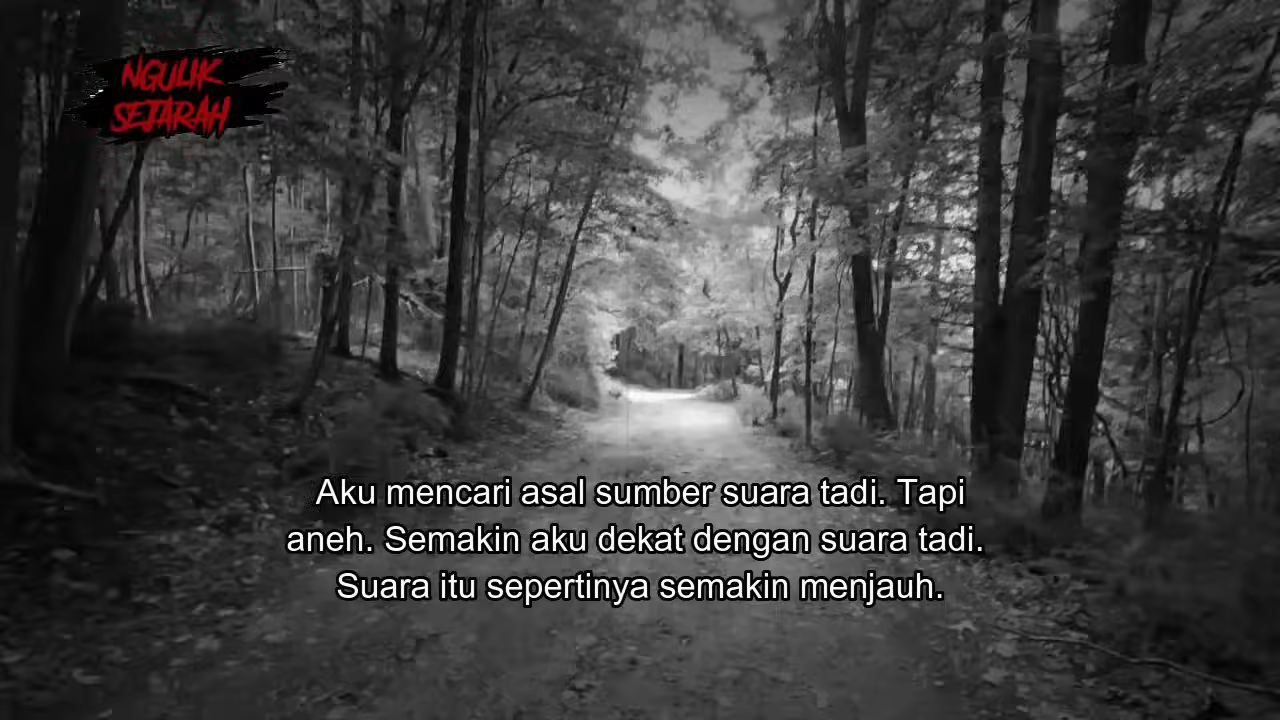 NGULIK
SEJARAH
Aku mencari asal sumber suara tadi. Tapi
aneh. Semakin aku dekat dengan suara tadi.
Suara itu sepertinya semakin menjauh.